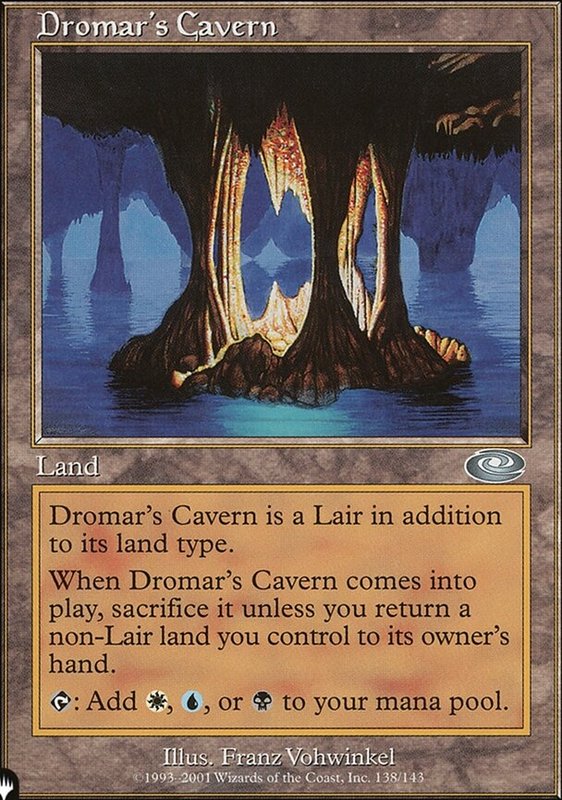 Dromar's Cavern
Land
Dromar's Cavern is a Lair in addition
to its land type.
When Dromar's Cavern comes into
play, sacrifice it unless you return a
non-Lair land you control to its owner's
hand.
: Add , , or to your mana pool.
Illus. Franz Vohwinkel
©1993-2001 Wizards of the Coast, Inc. 138/143